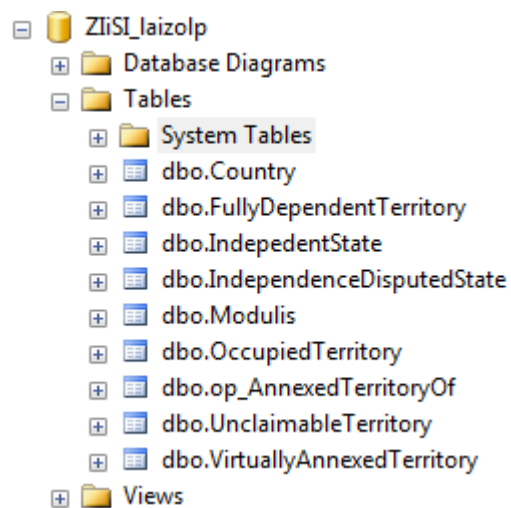 ZIiSI_laizolp
Database Diagrams
Tables
System Tables
dbo.Country
dbo.FullyDependentTerritory
dbo.IndepedentState
dbo.IndependenceDisputedState
dbo.Modulis
dbo.OccupiedTerritory
dbo.op_AnnexedTerritoryOf
dbo.UnclaimableTerritory
dbo.VirtuallyAnnexedTerritory
Views